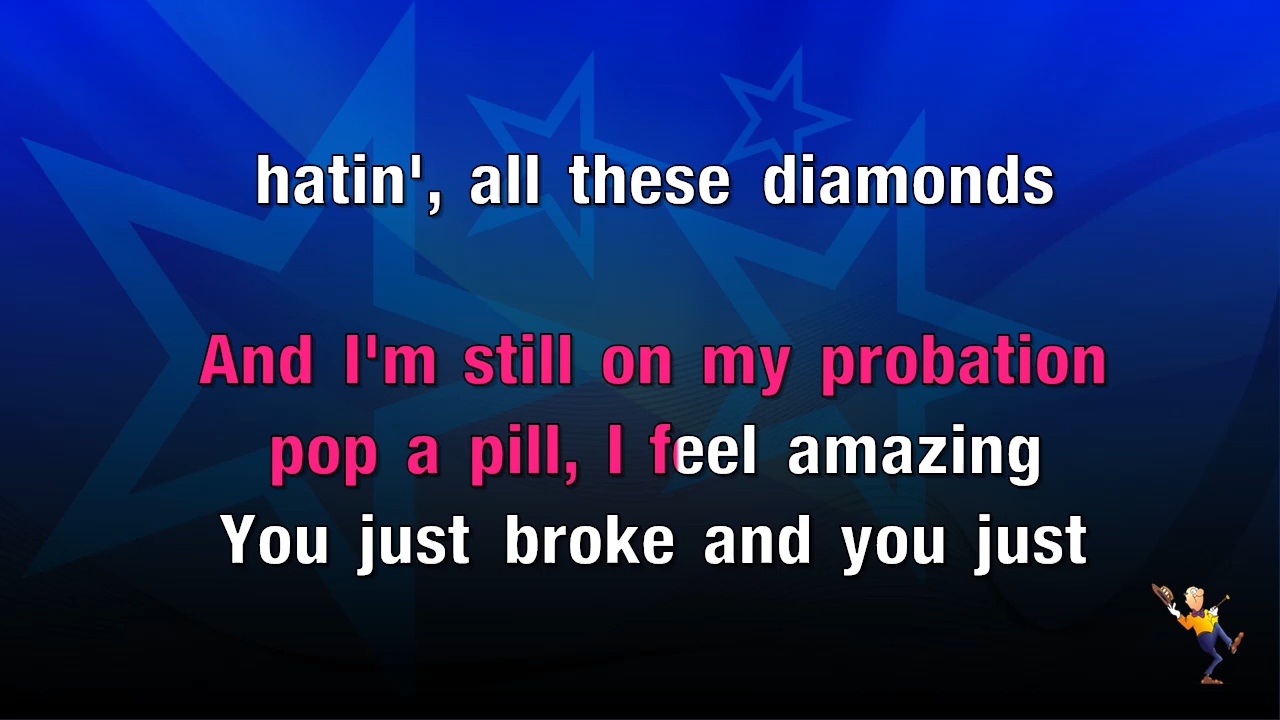 hatin', all these diamonds
And I'm still on my probation
pop a pill, I feel amazing
You just broke and you just